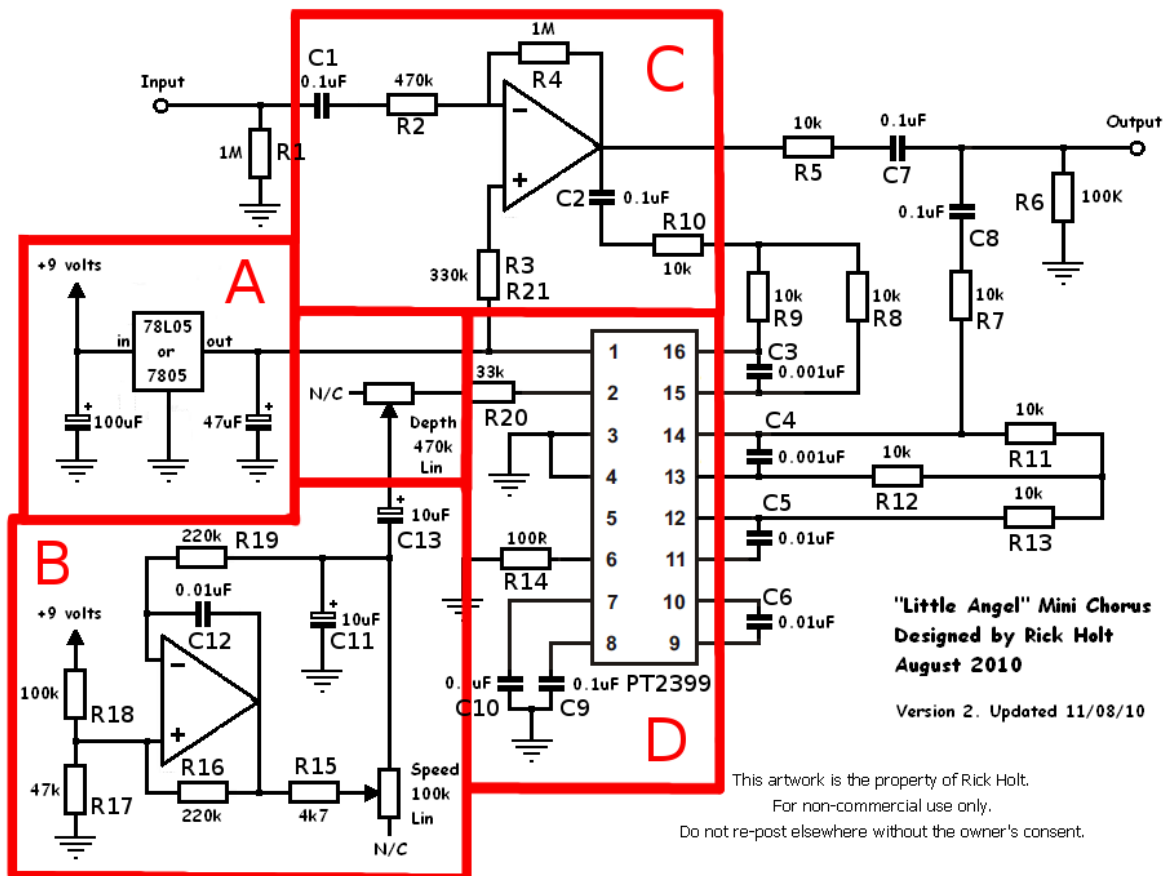 C1
0.1uF
1M
R4
C
Input
470k
R2
−
+
1M
R1
10k
R5
0.1uF
C7
Output
C2
0.1uF
R10
10k
0.1uF
C8
R6
100K
+9 volts
A
330k
R3
R21
10k
R9
10k
R8
10k
R7
in
78L05
or
7805
out
+
100uF
47uF
+
N/C
33k
R20
Depth
470k
Lin
1
2
3
4
5
6
7
8
16
15
14
13
12
11
10
9
PT2399
C3
0.001uF
C4
0.001uF
10k
R11
10k
R12
C5
0.01uF
10k
R13
C6
0.01uF
100R
R14
C10
0.1uF
C9
D
B
220k
R19
+
10uF
C13
0.01uF
C12
+
10uF
C11
+9 volts
100k
R18
−
+
47k
R17
R16
220k
R15
4k7
Speed
100k
Lin
N/C
"Little Angel" Mini Chorus
Designed by Rick Holt
August 2010
Version 2. Updated 11/08/10
This artwork is the property of Rick Holt.
For non-commercial use only.
Do not re-post elsewhere without the owner's consent.